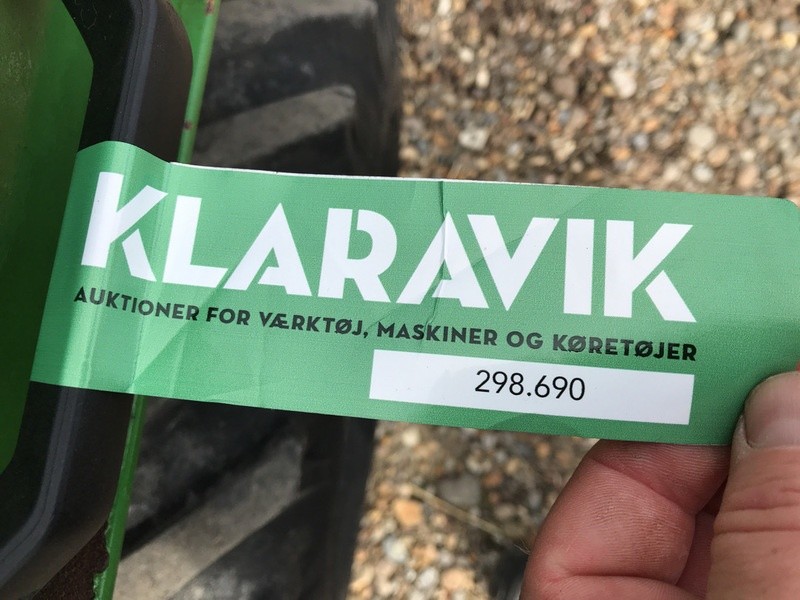 KLARAVIK
AUKTIONER FOR VÆRKTØJ, MASKINER OG KØRETØJER
298.690